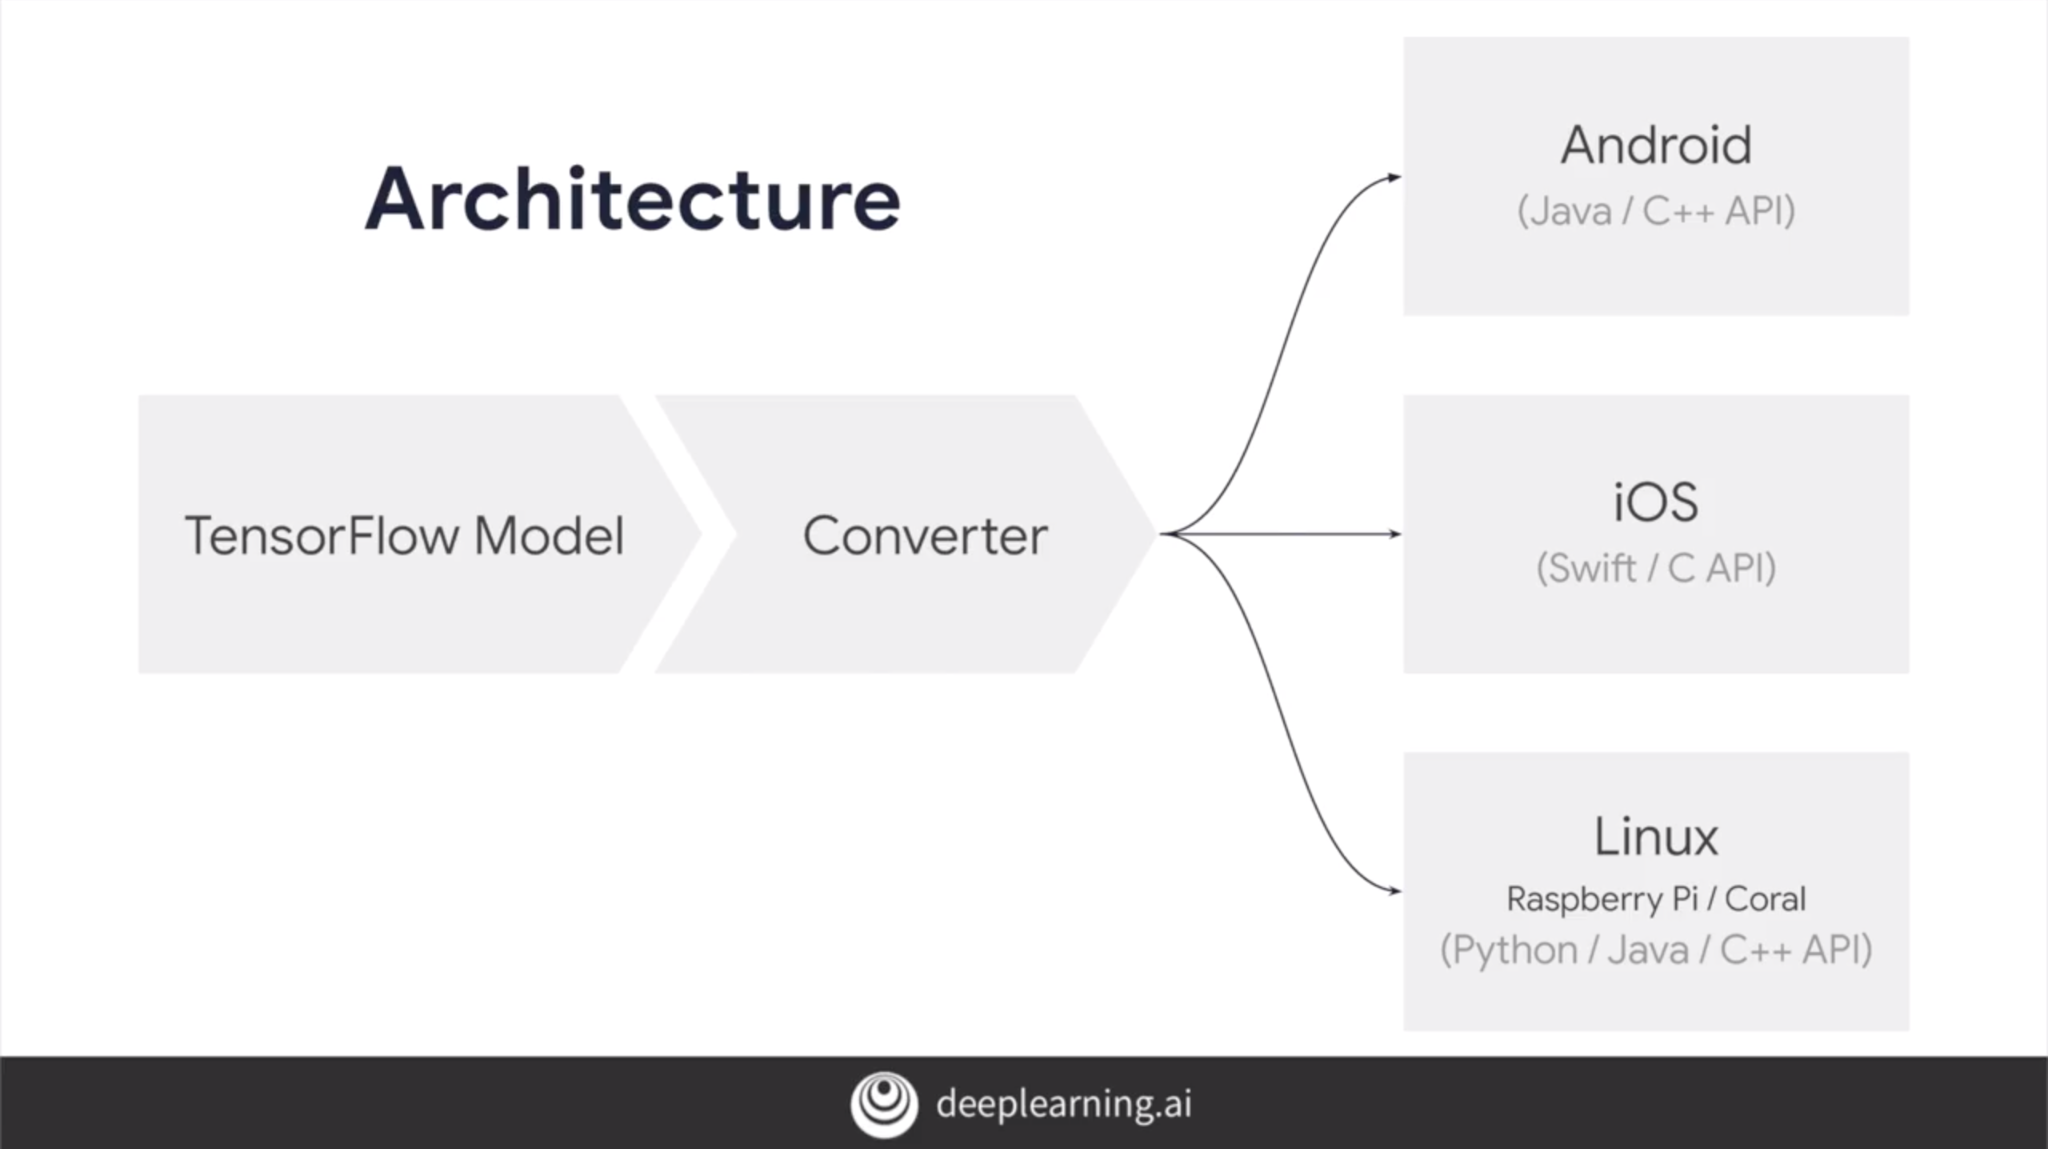 Architecture
TensorFlow Model
Converter
Android
(Java / C++ API)
iOS
(Swift / C API)
Linux
Raspberry Pi / Coral
(Python / Java / C++ API)
deeplearning.ai